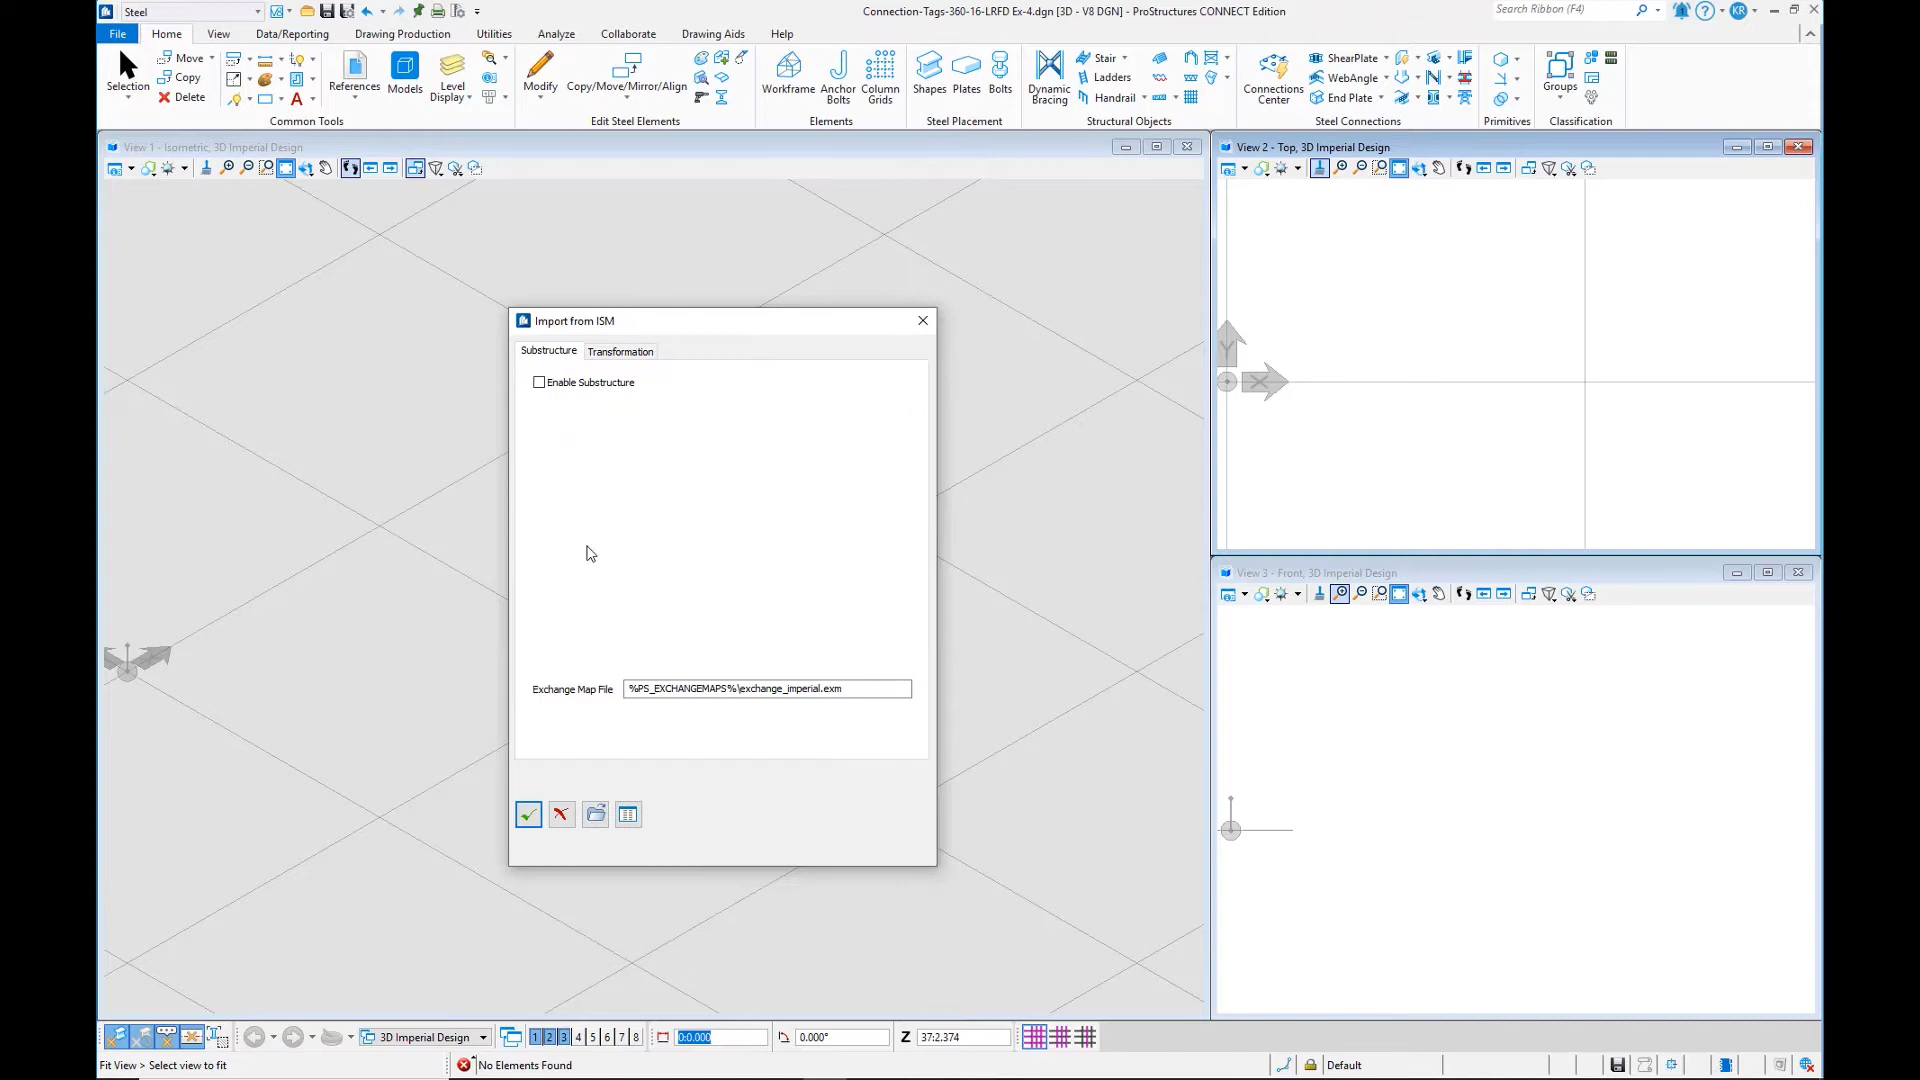 Steel
Connection-Tags-360-16-LRFD Ex-4.dgn [3D - V8 DGN] - ProStructures CONNECT Edition
Search Ribbon (F4)
KR
File Home View Data/Reporting Drawing Production Utilities Analyze Collaborate Drawing Aids Help
Selection
Move
Copy
Delete
References
Models
Level Display
Common Tools
Modify
Copy/Move/Mirror/Align
Edit Steel Elements
Workframe
Anchor Bolts
Column Grids
Elements
Shapes
Plates
Bolts
Steel Placement
Dynamic Bracing
Stair
Ladders
Handrail
Structural Objects
Connections Center
ShearPlate
WebAngle
End Plate
Steel Connections
Primitives
Groups
Classification
View 1 - Isometric, 3D Imperial Design
View 2 - Top, 3D Imperial Design
Y
X
Import from ISM
Substructure Transformation
Enable Substructure
Exchange Map File %PS_EXCHANGEMAPS%\exchange_imperial.exm
View 3 - Front, 3D Imperial Design
3D Imperial Design
1 2 3 4 5 6 7 8
0:0.000
0.000°
Z 37:2.374
Fit View > Select view to fit
No Elements Found
Default